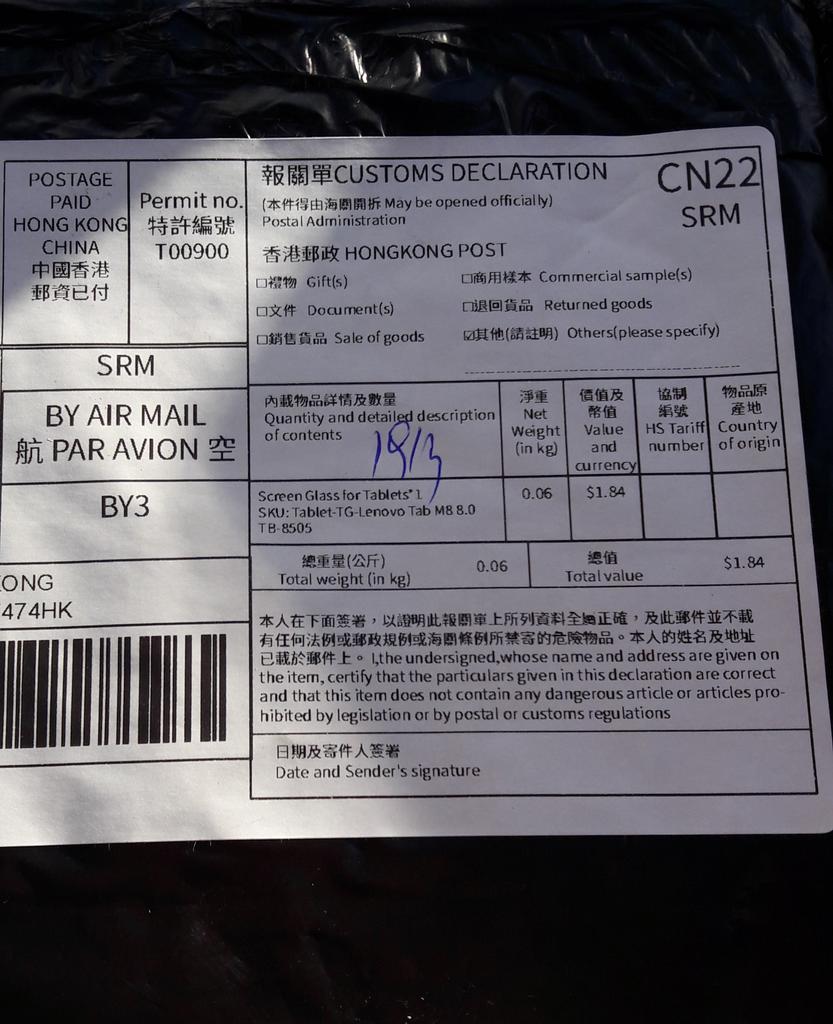 POSTAGE
PAID
HONG KONG
CHINA
中國香港
郵資已付
Permit no.
特許編號
T00900
SRM
BY AIR MAIL
航 PAR AVION 空
BY3
ONG
474HK
報關單CUSTOMS DECLARATION
CN22
SRM
(本件得由海關開拆 May be opened officially)
Postal Administration
香港郵政 HONGKONG POST
☐禮物 Gift(s)
☐商用樣本 Commercial sample(s)
☐文件 Document(s)
☐退回貨品 Returned goods
☐銷售貨品 Sale of goods
☑其他(請註明) Others(please specify)
內載物品詳情及數量
Quantity and detailed description
of contents
淨重
Net
Weight
(in kg)
價值及
幣值
Value
and
currency
協制
編號
HS Tariff
number
物品原
產地
Country
of origin
Screen Glass for Tablets*1
SKU: Tablet-TG-Lenovo Tab M8 8.0
TB-8505
0.06
$1.84
總重量(公斤)
Total weight (in kg)
0.06
總值
Total value
$1.84
本人在下面簽署，以證明此報關單上所列資料全屬正確，及此郵件並不載
有任何法例或郵政規例或海關條例所禁寄的危險物品。本人的姓名及地址
已載於郵件上。 I,the undersigned,whose name and address are given on
the item, certify that the particulars given in this declaration are correct
and that this item does not contain any dangerous article or articles pro-
hibited by legislation or by postal or customs regulations
日期及寄件人簽署
Date and Sender's signature